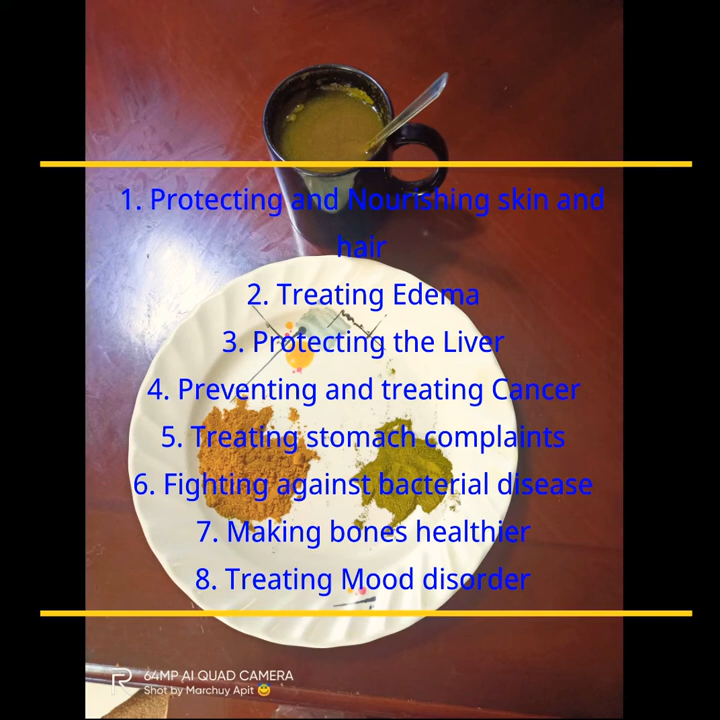 1. Protecting and Nourishing skin and
hair
2. Treating Edema
3. Protecting the Liver
4. Preventing and treating Cancer
5. Treating stomach complaints
6. Fighting against bacterial disease
7. Making bones healthier
8. Treating Mood disorder
64MP AI QUAD CAMERA
Shot by Marchuy Apit 😇